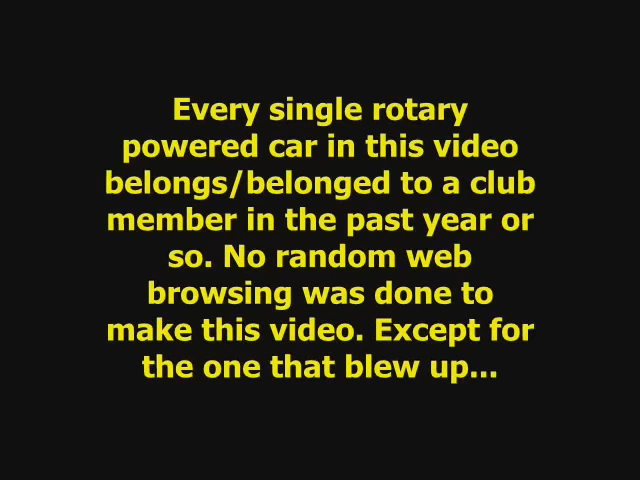 Every single rotary
powered car in this video
belongs/belonged to a club
member in the past year or
so. No random web
browsing was done to
make this video. Except for
the one that blew up...